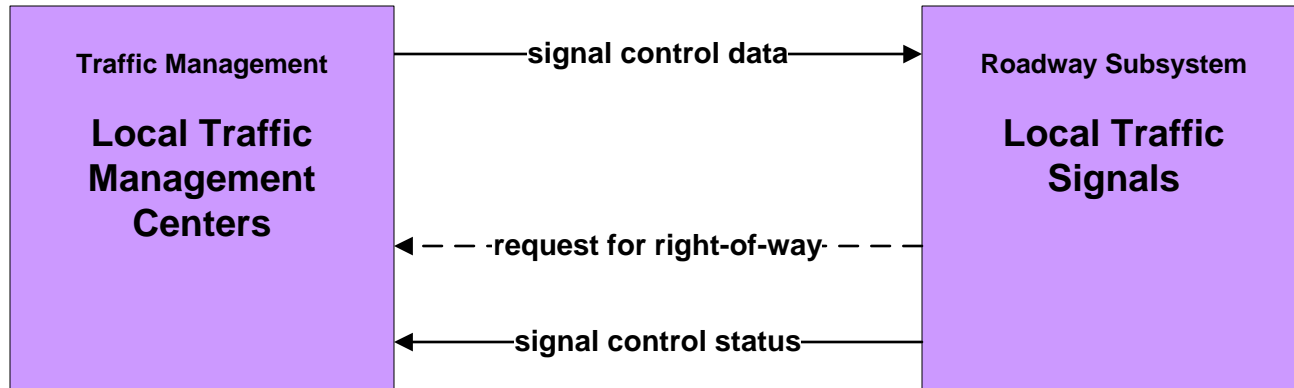 Traffic Management
Local Traffic
Management
Centers
signal control data
request for right-of-way
signal control status
Roadway Subsystem
Local Traffic
Signals